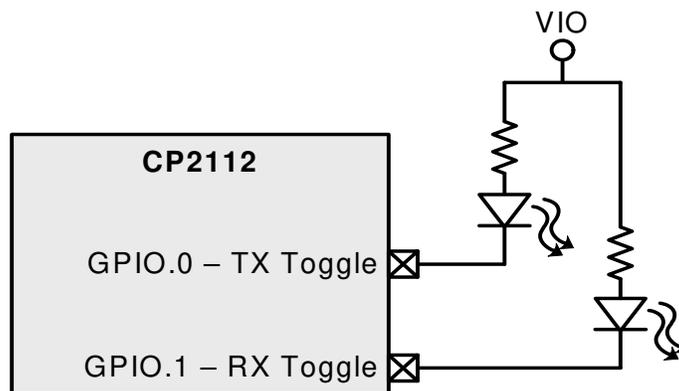 VIO
CP2112
GPIO.0 – TX Toggle
GPIO.1 – RX Toggle